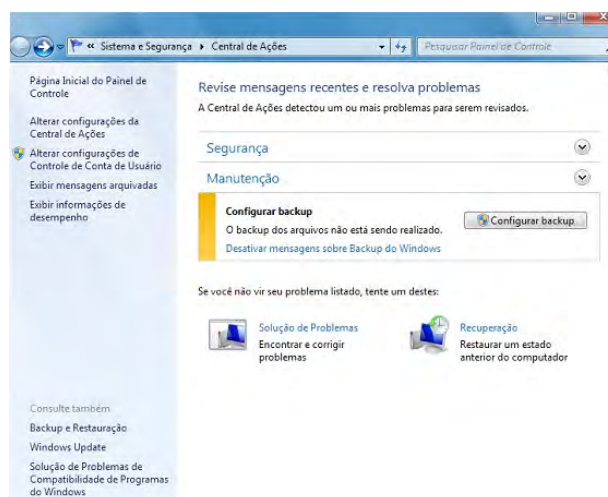 « Sistema e Segurança ▸ Central de Ações
Pesquisar Painel de Controle
Página Inicial do Painel de
Controle
Alterar configurações da
Central de Ações
Alterar configurações de
Controle de Conta de Usuário
Exibir mensagens arquivadas
Exibir informações de
desempenho
Consulte também
Backup e Restauração
Windows Update
Solução de Problemas de
Compatibilidade de Programas
do Windows
Revise mensagens recentes e resolva problemas
A Central de Ações detectou um ou mais problemas para serem revisados.
Segurança
Manutenção
Configurar backup
O backup dos arquivos não está sendo realizado.
Desativar mensagens sobre Backup do Windows
Configurar backup
Se você não vir seu problema listado, tente um destes:
Solução de Problemas
Encontrar e corrigir
problemas
Recuperação
Restaurar um estado
anterior do computador